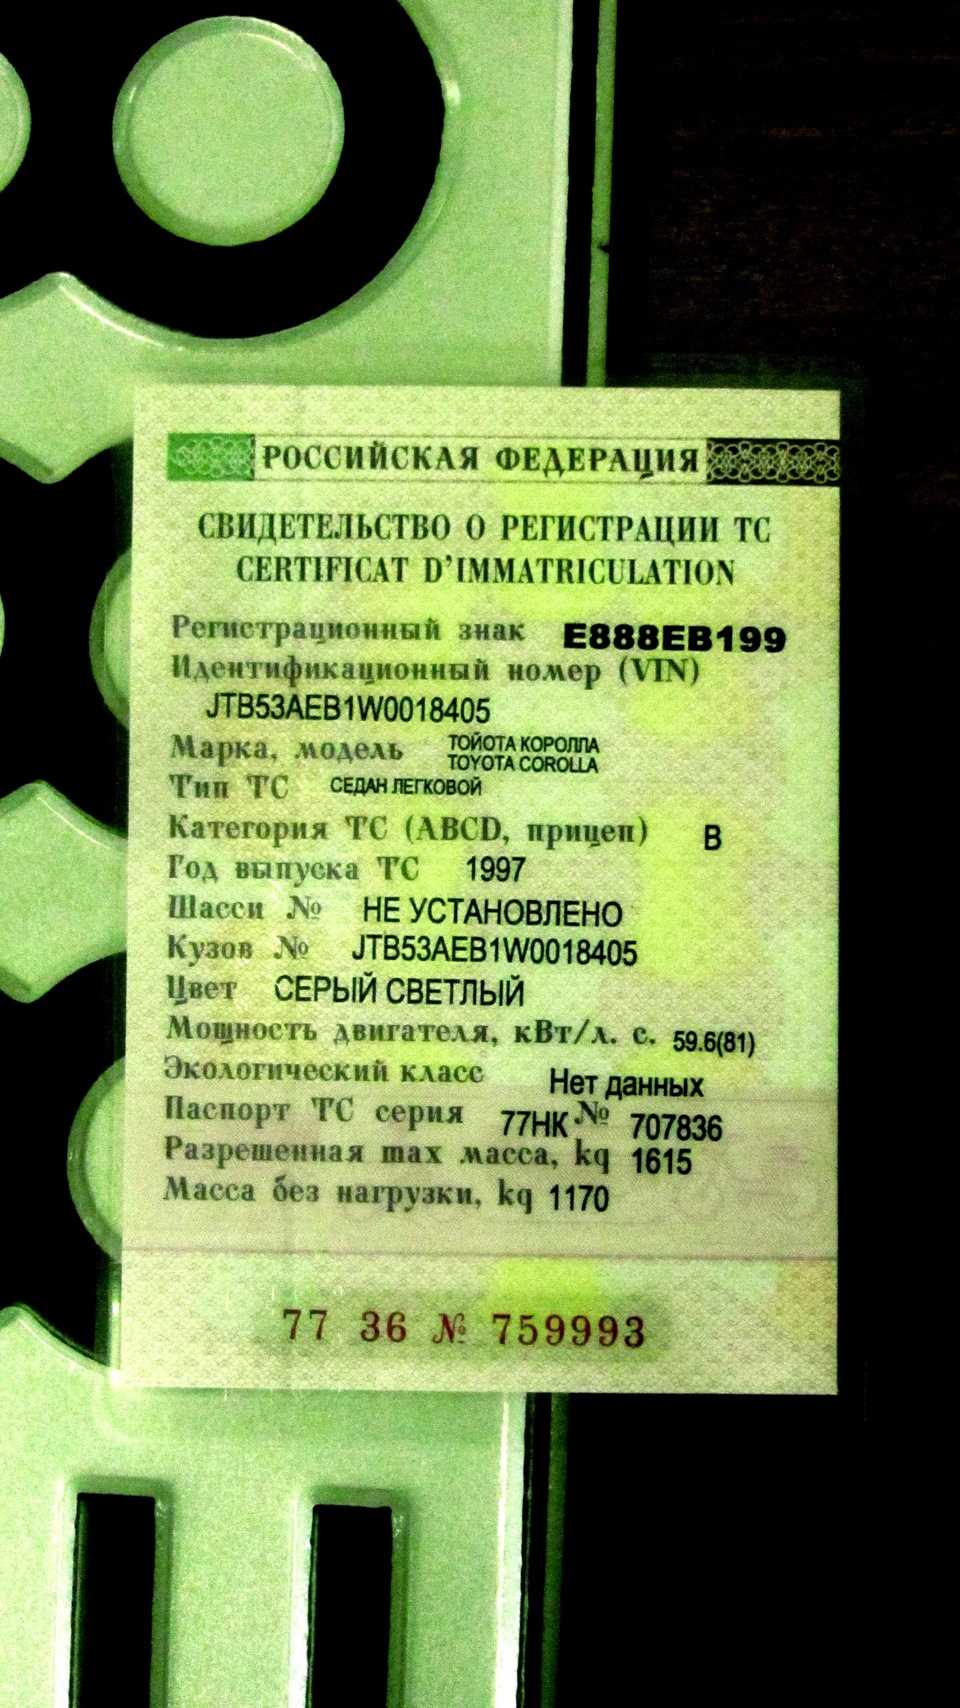 РОССИЙСКАЯ ФЕДЕРАЦИЯ
СВИДЕТЕЛЬСТВО О РЕГИСТРАЦИИ ТС
CERTIFICAT D'IMMATRICULATION
Регистрационный знак E888EB199
Идентификационный номер (VIN)
JTB53AEB1W0018405
Марка, модель ТОЙОТА КОРОЛЛА
TOYOTA COROLLA
Тип ТС СЕДАН ЛЕГКОВОЙ
Категория ТС (ABCD, прицеп) B
Год выпуска ТС 1997
Шасси № НЕ УСТАНОВЛЕНО
Кузов № JTB53AEB1W0018405
Цвет СЕРЫЙ СВЕТЛЫЙ
Мощность двигателя, кВт/л. с. 59.6(81)
Экологический класс Нет данных
Паспорт ТС серия 77НК № 707836
Разрешенная max масса, kg 1615
Масса без нагрузки, kg 1170
77 36 № 759993